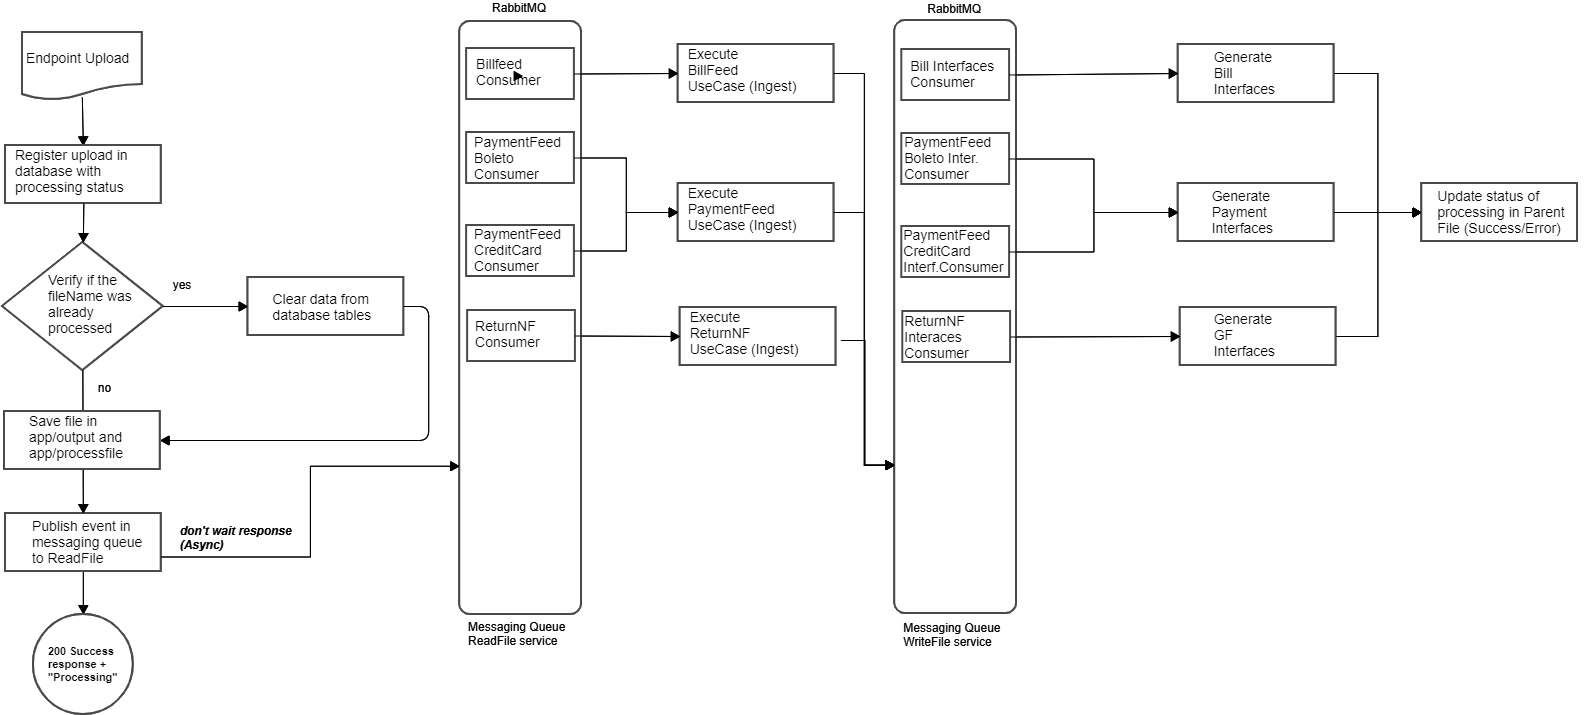 Endpoint Upload
Register upload in
database with
processing status
Verify if the
fileName was
already
processed
yes
Clear data from
database tables
no
Save file in
app/output and
app/processfile
Publish event in
messaging queue
to ReadFile
don't wait response
(Async)
200 Success
response +
"Processing"
RabbitMQ
Billfeed
Consumer
PaymentFeed
Boleto
Consumer
PaymentFeed
CreditCard
Consumer
ReturnNF
Consumer
Messaging Queue
ReadFile service
Execute
BillFeed
UseCase (Ingest)
Execute
PaymentFeed
UseCase (Ingest)
Execute
ReturnNF
UseCase (Ingest)
RabbitMQ
Bill Interfaces
Consumer
PaymentFeed
Boleto Inter.
Consumer
PaymentFeed
CreditCard
Interf.Consumer
ReturnNF
Interaces
Consumer
Messaging Queue
WriteFile service
Generate
Bill
Interfaces
Generate
Payment
Interfaces
Generate
GF
Interfaces
Update status of
processing in Parent
File (Success/Error)